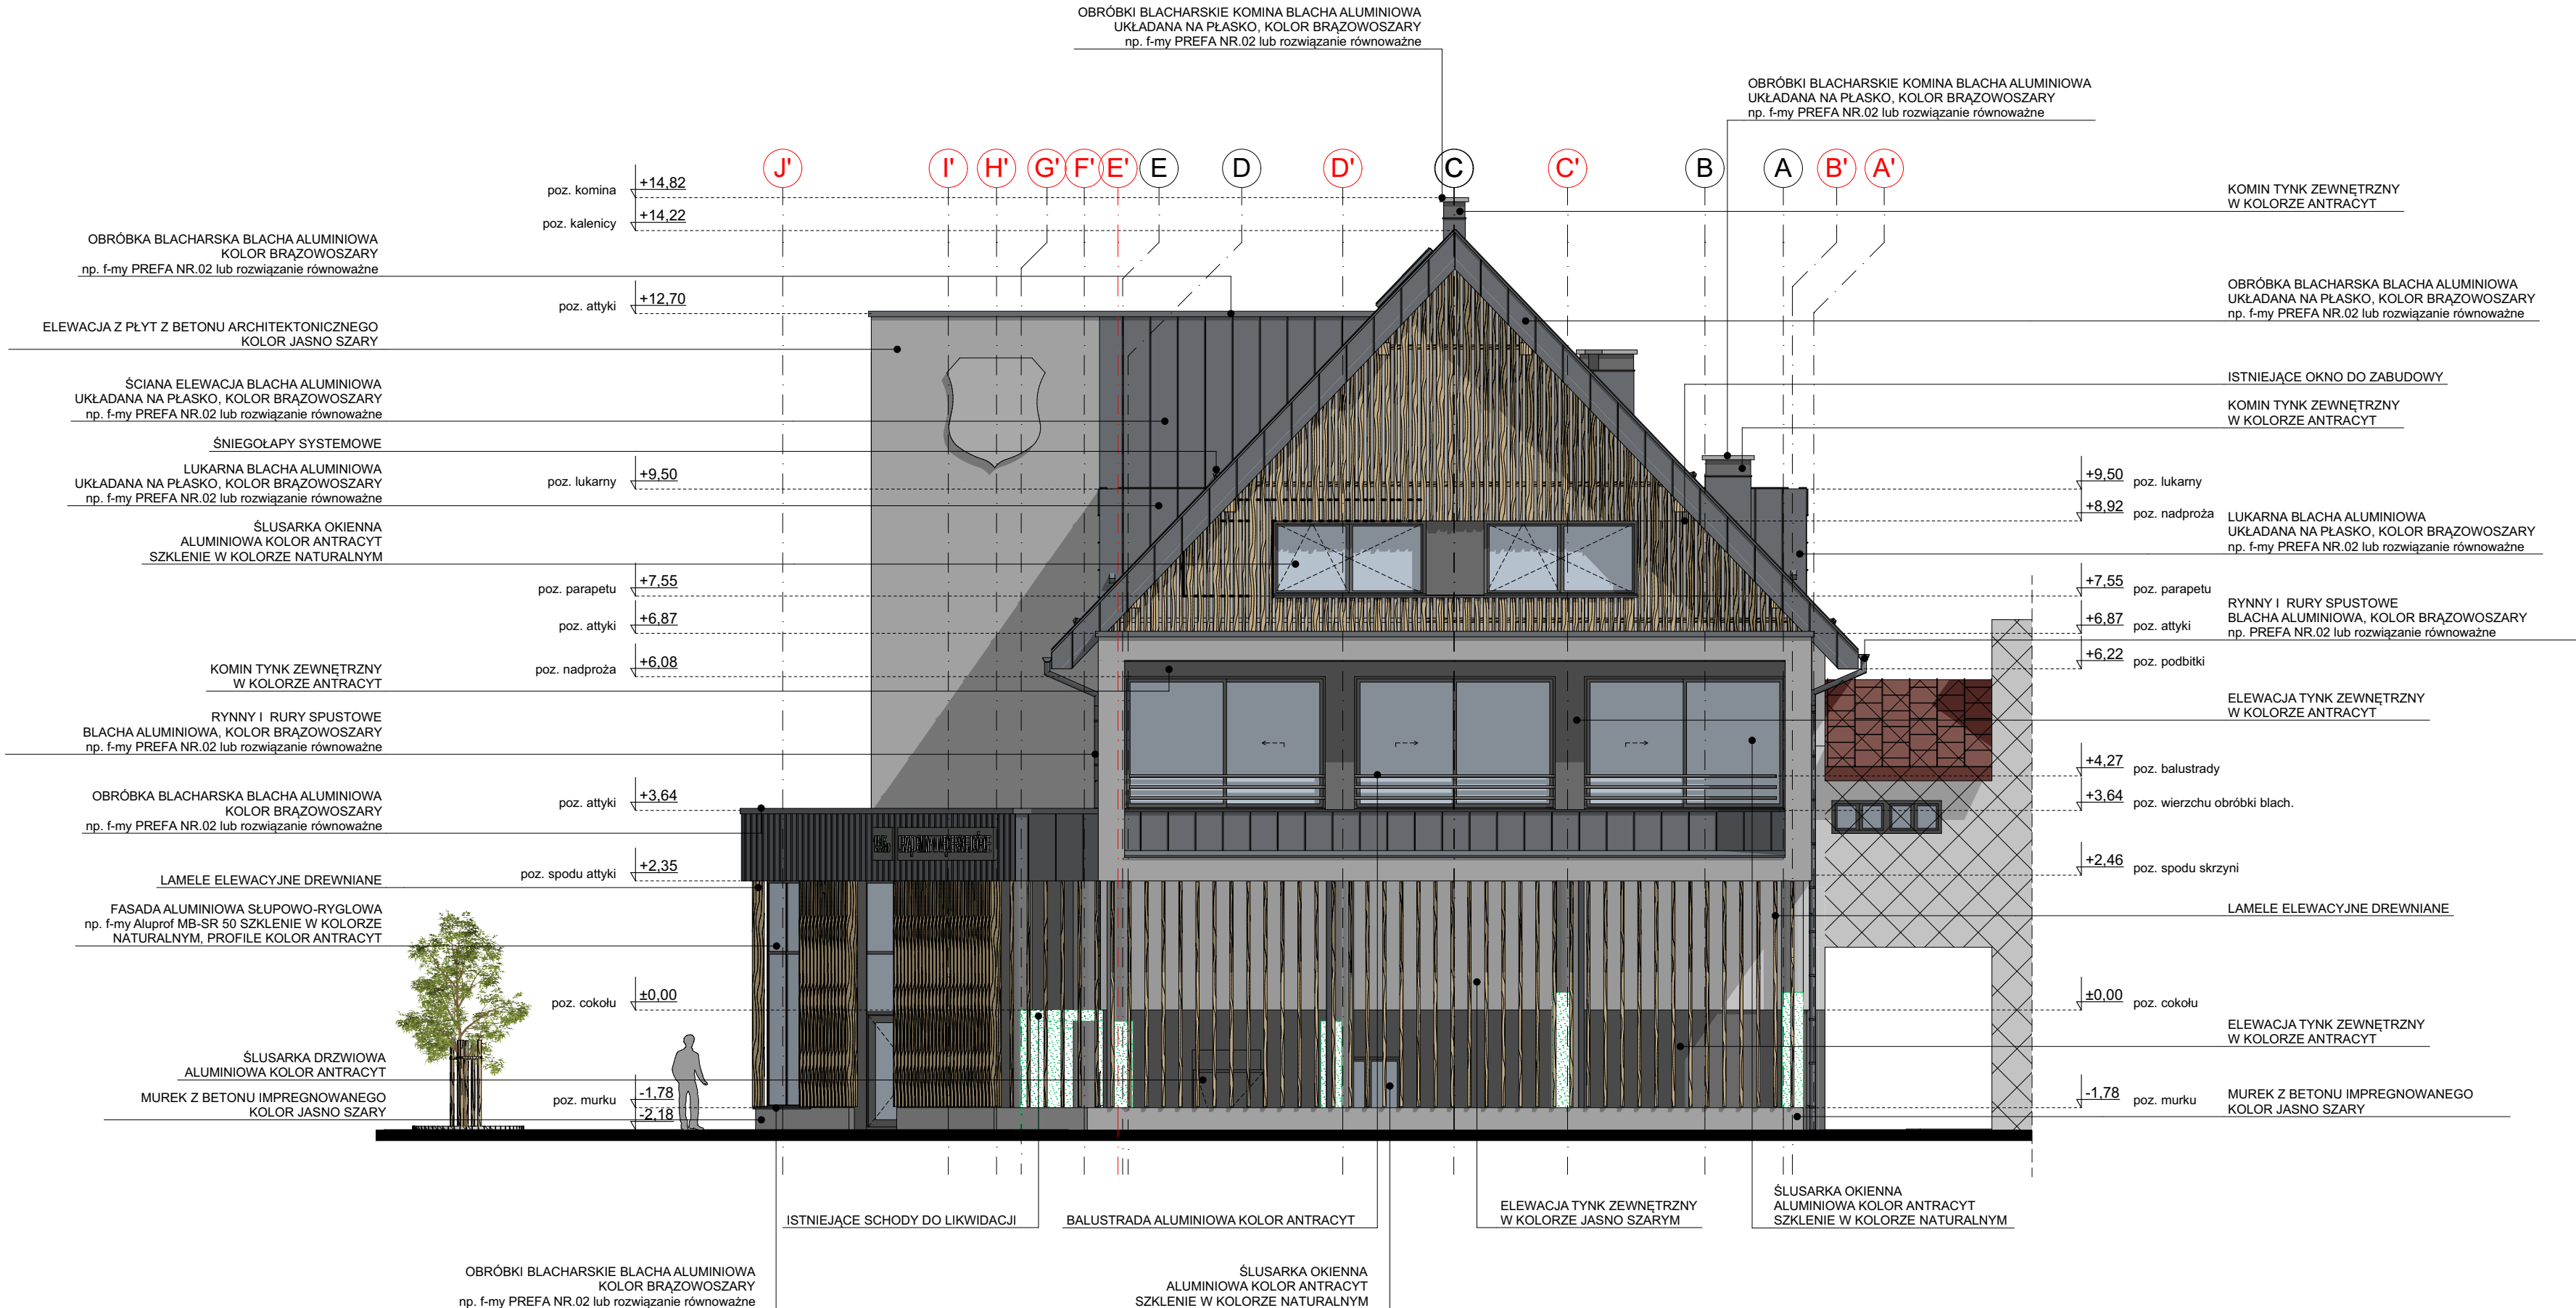 OBRÓBKI BLACHARSKIE KOMINA BLACHA ALUMINIOWA
UKŁADANA NA PŁASKO, KOLOR BRĄZOWOSZARY
np. f-my PREFA NR.02 lub rozwiązanie równoważne
OBRÓBKI BLACHARSKIE KOMINA BLACHA ALUMINIOWA
UKŁADANA NA PŁASKO, KOLOR BRĄZOWOSZARY
np. f-my PREFA NR.02 lub rozwiązanie równoważne
J'
I'
H'
G'
F'
E'
E
D
D'
C
C'
B
A
B'
A'
poz. komina +14,82
poz. kalenicy +14,22
OBRÓBKA BLACHARSKA BLACHA ALUMINIOWA
KOLOR BRĄZOWOSZARY
np. f-my PREFA NR.02 lub rozwiązanie równoważne
poz. attyki +12,70
ELEWACJA Z PŁYT Z BETONU ARCHITEKTONICZNEGO
KOLOR JASNO SZARY
ŚCIANA ELEWACJA BLACHA ALUMINIOWA
UKŁADANA NA PŁASKO, KOLOR BRĄZOWOSZARY
np. f-my PREFA NR.02 lub rozwiązanie równoważne
ŚNIEGOŁAPY SYSTEMOWE
LUKARNA BLACHA ALUMINIOWA
UKŁADANA NA PŁASKO, KOLOR BRĄZOWOSZARY
np. f-my PREFA NR.02 lub rozwiązanie równoważne
poz. lukarny +9,50
ŚLUSARKA OKIENNA
ALUMINIOWA KOLOR ANTRACYT
SZKLENIE W KOLORZE NATURALNYM
poz. parapetu +7,55
poz. attyki +6,87
poz. nadproża +6,08
KOMIN TYNK ZEWNĘTRZNY
W KOLORZE ANTRACYT
RYNNY I RURY SPUSTOWE
BLACHA ALUMINIOWA, KOLOR BRĄZOWOSZARY
np. f-my PREFA NR.02 lub rozwiązanie równoważne
OBRÓBKA BLACHARSKA BLACHA ALUMINIOWA
KOLOR BRĄZOWOSZARY
np. f-my PREFA NR.02 lub rozwiązanie równoważne
poz. attyki +3,64
poz. spodu attyki +2,35
LAMELE ELEWACYJNE DREWNIANE
FASADA ALUMINIOWA SŁUPOWO-RYGLOWA
np. f-my Aluprof MB-SR 50 SZKLENIE W KOLORZE
NATURALNYM, PROFILE KOLOR ANTRACYT
poz. cokołu ±0,00
ŚLUSARKA DRZWIOWA
ALUMINIOWA KOLOR ANTRACYT
MUREK Z BETONU IMPREGNOWANEGO
KOLOR JASNO SZARY
poz. murku -1,78
-2,18
KOMIN TYNK ZEWNĘTRZNY
W KOLORZE ANTRACYT
OBRÓBKA BLACHARSKA BLACHA ALUMINIOWA
UKŁADANA NA PŁASKO, KOLOR BRĄZOWOSZARY
np. f-my PREFA NR.02 lub rozwiązanie równoważne
ISTNIEJĄCE OKNO DO ZABUDOWY
KOMIN TYNK ZEWNĘTRZNY
W KOLORZE ANTRACYT
+9,50 poz. lukarny
+8,92 poz. nadproża
LUKARNA BLACHA ALUMINIOWA
UKŁADANA NA PŁASKO, KOLOR BRĄZOWOSZARY
np. f-my PREFA NR.02 lub rozwiązanie równoważne
+7,55 poz. parapetu
+6,87 poz. attyki
RYNNY I RURY SPUSTOWE
BLACHA ALUMINIOWA, KOLOR BRĄZOWOSZARY
np. PREFA NR.02 lub rozwiązanie równoważne
+6,22 poz. podbitki
ELEWACJA TYNK ZEWNĘTRZNY
W KOLORZE ANTRACYT
+4,27 poz. balustrady
+3,64 poz. wierzchu obróbki blach.
+2,46 poz. spodu skrzyni
LAMELE ELEWACYJNE DREWNIANE
±0,00 poz. cokołu
ELEWACJA TYNK ZEWNĘTRZNY
W KOLORZE ANTRACYT
-1,78 poz. murku
MUREK Z BETONU IMPREGNOWANEGO
KOLOR JASNO SZARY
ISTNIEJĄCE SCHODY DO LIKWIDACJI
BALUSTRADA ALUMINIOWA KOLOR ANTRACYT
ELEWACJA TYNK ZEWNĘTRZNY
W KOLORZE JASNO SZARYM
ŚLUSARKA OKIENNA
ALUMINIOWA KOLOR ANTRACYT
SZKLENIE W KOLORZE NATURALNYM
OBRÓBKI BLACHARSKIE BLACHA ALUMINIOWA
KOLOR BRĄZOWOSZARY
np. f-my PREFA NR.02 lub rozwiązanie równoważne
ŚLUSARKA OKIENNA
ALUMINIOWA KOLOR ANTRACYT
SZKLENIE W KOLORZE NATURALNYM